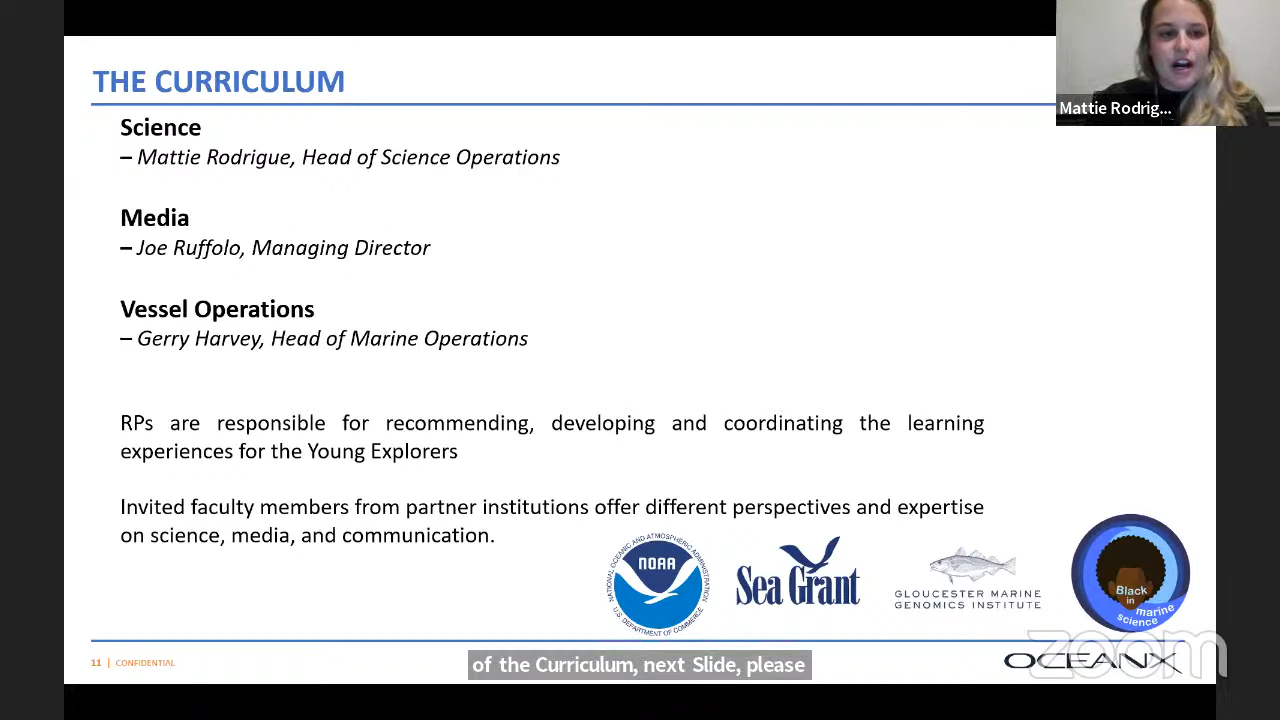 THE CURRICULUM
Mattie Rodrig...
Science
– Mattie Rodrigue, Head of Science Operations
Media
– Joe Ruffolo, Managing Director
Vessel Operations
– Gerry Harvey, Head of Marine Operations
RPs are responsible for recommending, developing and coordinating the learning
experiences for the Young Explorers
Invited faculty members from partner institutions offer different perspectives and expertise
on science, media, and communication.
NATIONAL OCEANIC AND ATMOSPHERIC ADMINISTRATION
NOAA
U.S. DEPARTMENT OF COMMERCE
Sea Grant
GLOUCESTER MARINE
GENOMICS INSTITUTE
Black
in
marine
science
11 | CONFIDENTIAL
of the Curriculum, next Slide, please
OCEANX
zoom